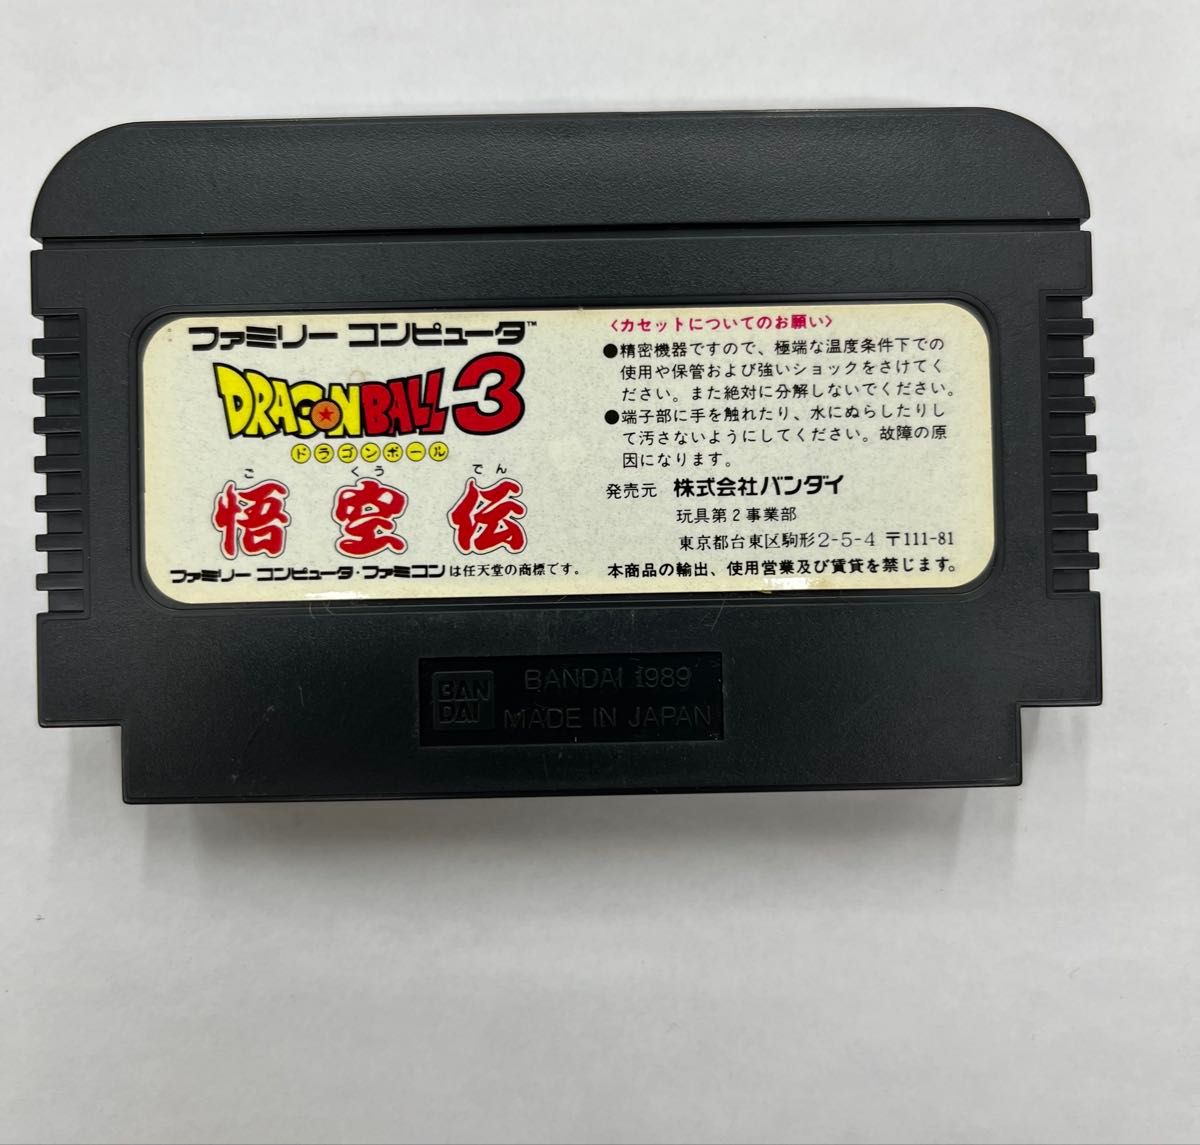 ファミリー コンピュータ™
DRAGON BALL 3
ドラゴンボール
ご くう でん
悟空伝
ファミリー コンピュータ・ファミコンは任天堂の商標です。
〈カセットについてのお願い〉
●精密機器ですので、極端な温度条件下での
使用や保管および強いショックをさけてく
ださい。また絶対に分解しないでください。
●端子部に手を触れたり、水にぬらしたりし
て汚さないようにしてください。故障の原
因になります。
発売元 株式会社バンダイ
玩具第2事業部
東京都台東区駒形2-5-4 〒111-81
本商品の輸出、使用営業及び賃貸を禁じます。
BAN
DAI
BANDAI 1989
MADE IN JAPAN